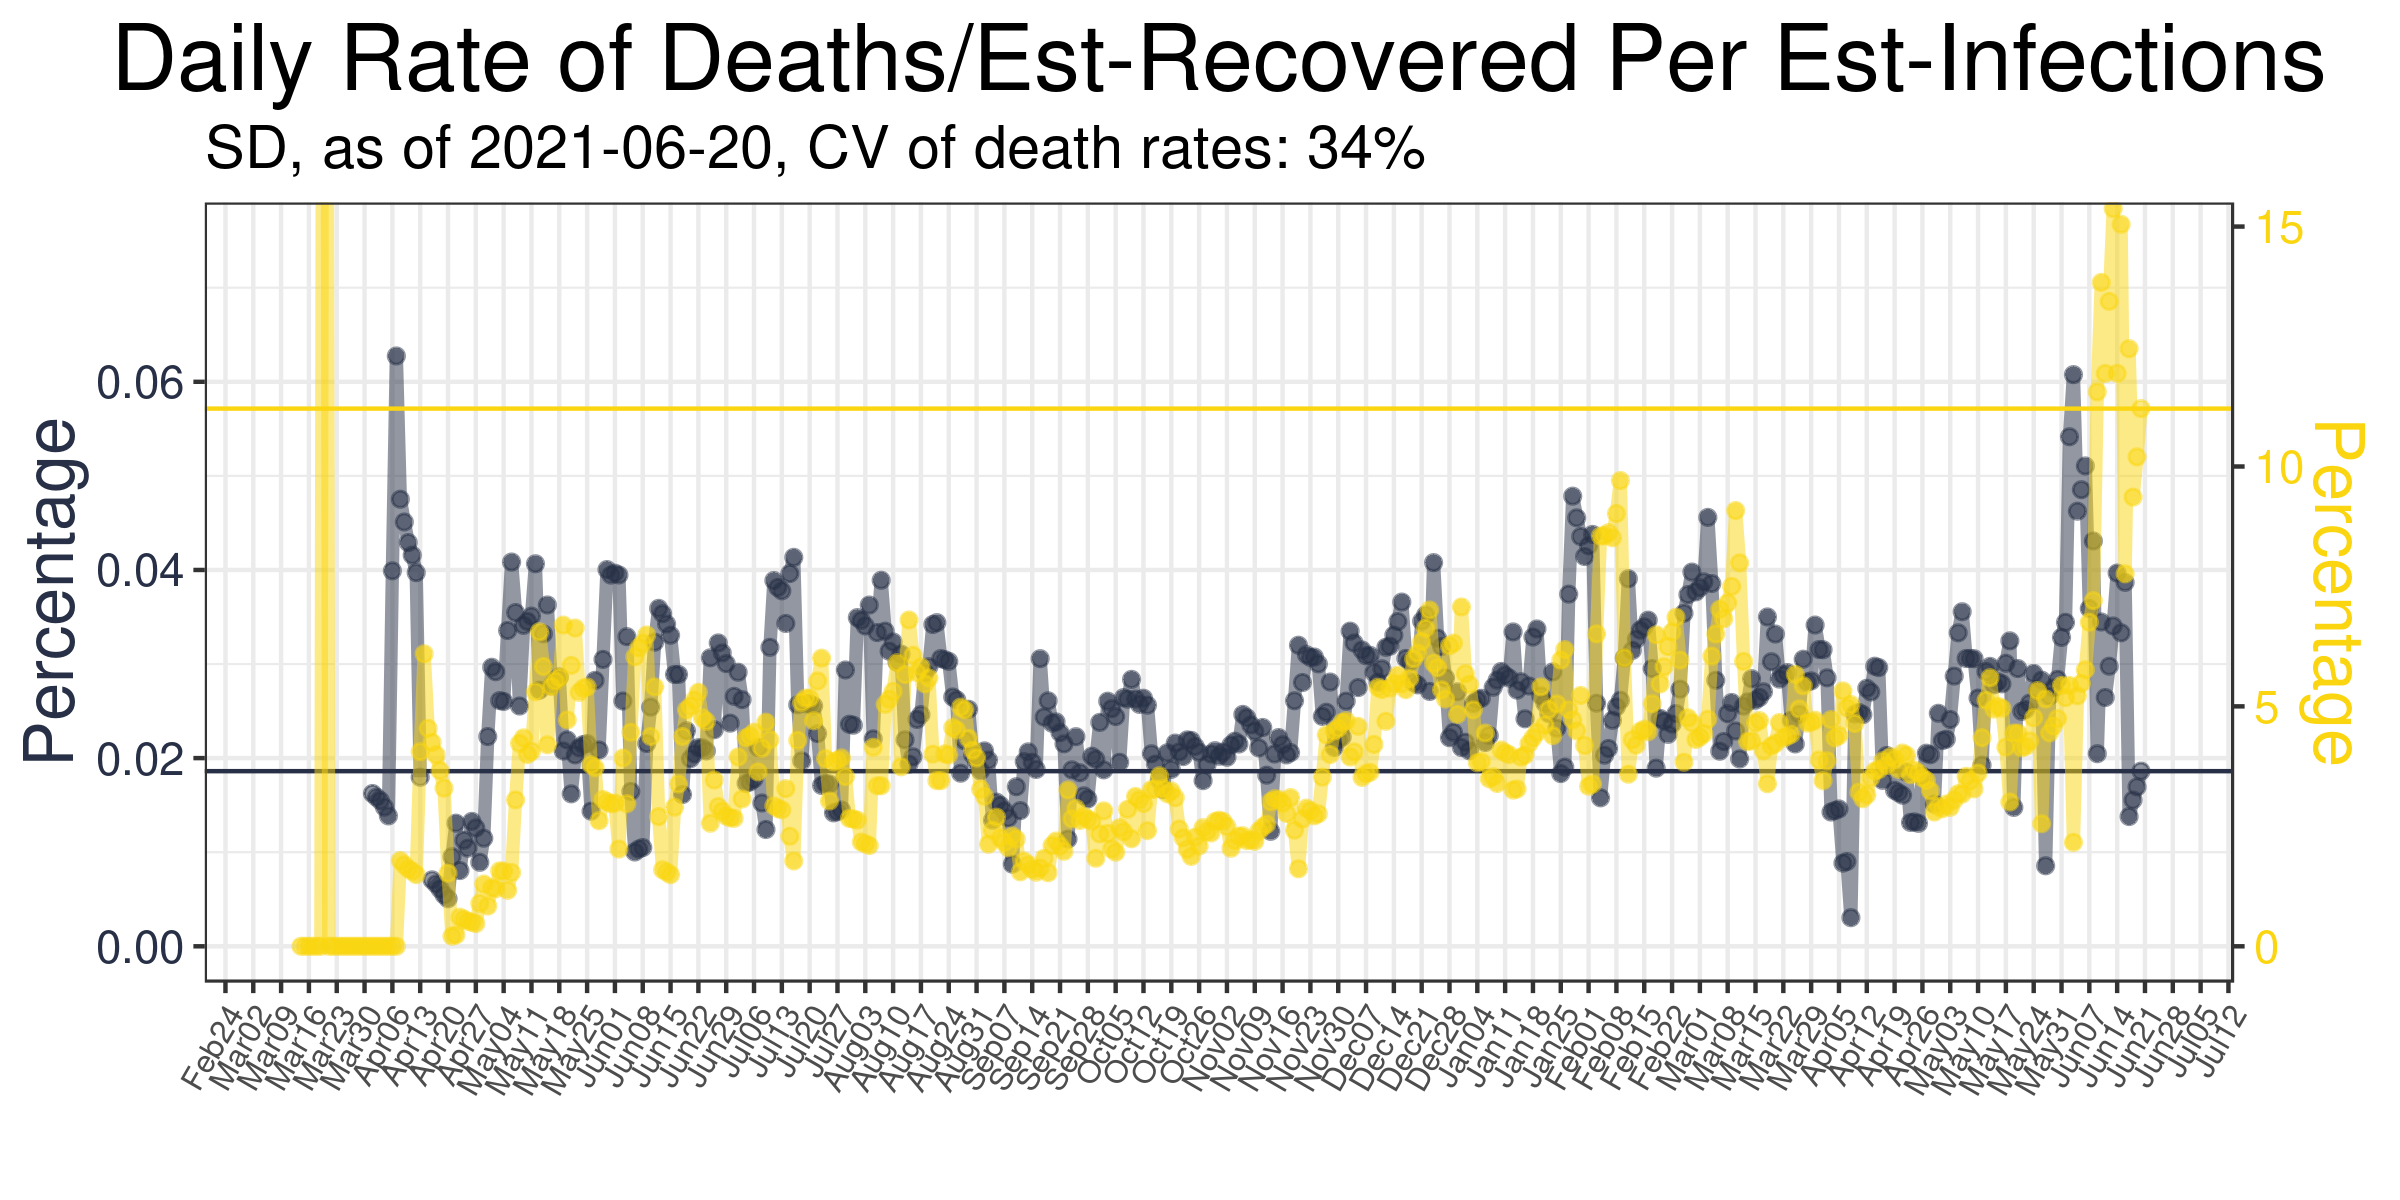 Daily Rate of Deaths/Est-Recovered Per Est-Infections
SD, as of 2021-06-20, CV of death rates: 34%
Percentage
0.06
0.04
0.02
0.00
15
10
5
0
Percentage
Feb24
Mar02
Mar09
Mar16
Mar23
Mar30
Apr06
Apr13
Apr20
Apr27
May04
May11
May18
May25
Jun01
Jun08
Jun15
Jun22
Jun29
Jul06
Jul13
Jul20
Jul27
Aug03
Aug10
Aug17
Aug24
Aug31
Sep07
Sep14
Sep21
Sep28
Oct05
Oct12
Oct19
Oct26
Nov02
Nov09
Nov16
Nov23
Nov30
Dec07
Dec14
Dec21
Dec28
Jan04
Jan11
Jan18
Jan25
Feb01
Feb08
Feb15
Feb22
Mar01
Mar08
Mar15
Mar22
Mar29
Apr05
Apr12
Apr19
Apr26
May03
May10
May17
May24
May31
Jun07
Jun14
Jun21
Jun28
Jul05
Jul12